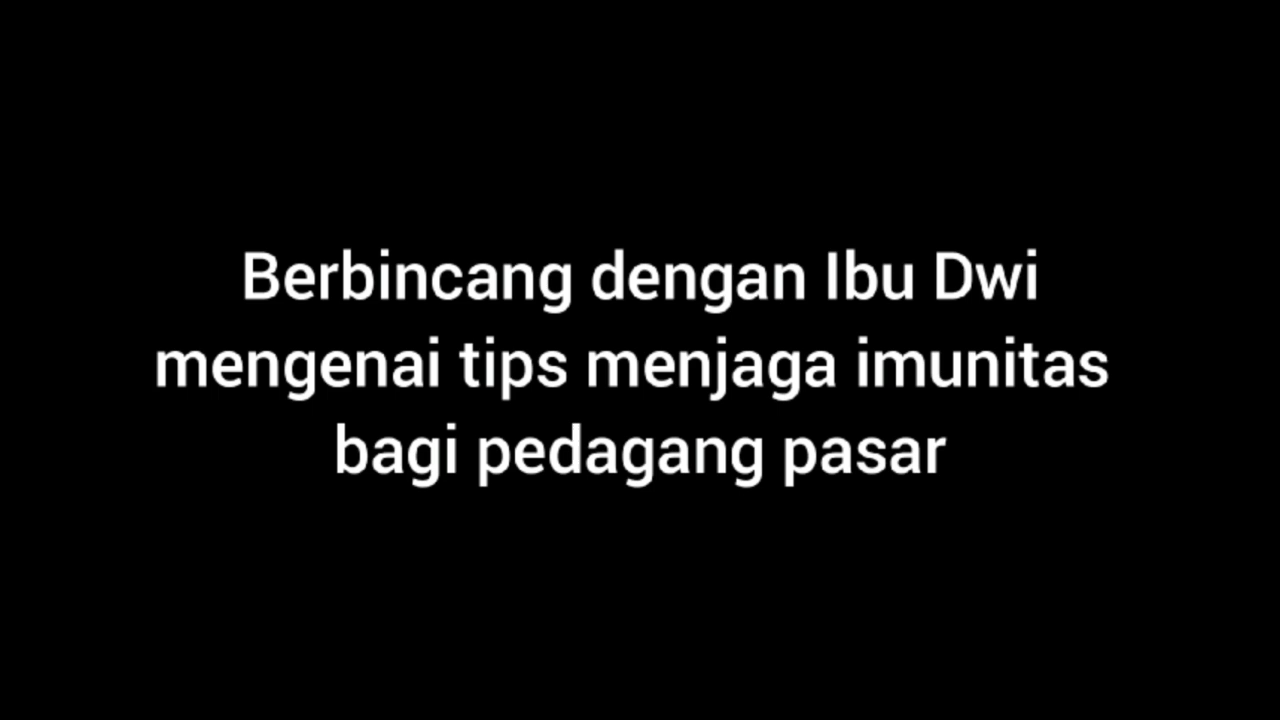 Berbincang dengan Ibu Dwi
mengenai tips menjaga imunitas
bagi pedagang pasar